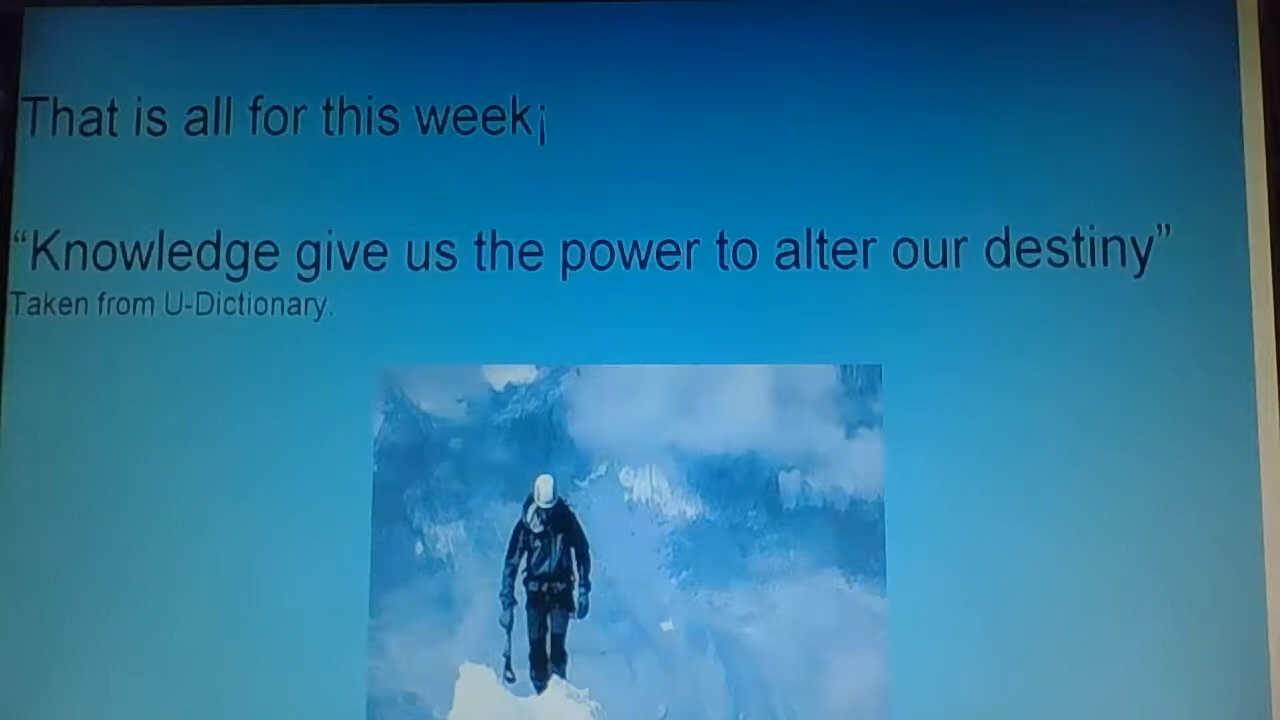 That is all for this week¡
“Knowledge give us the power to alter our destiny”
Taken from U-Dictionary.